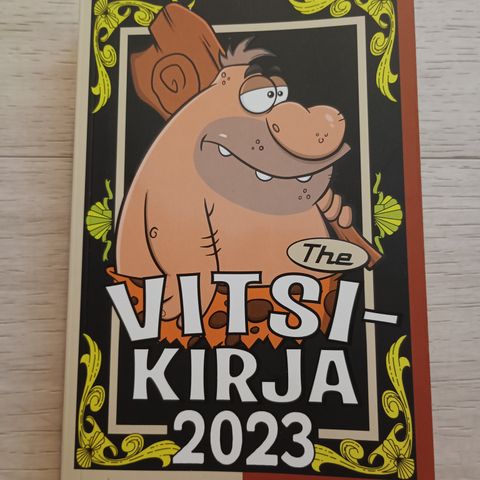 The
VITSI-
KIRJA
2023